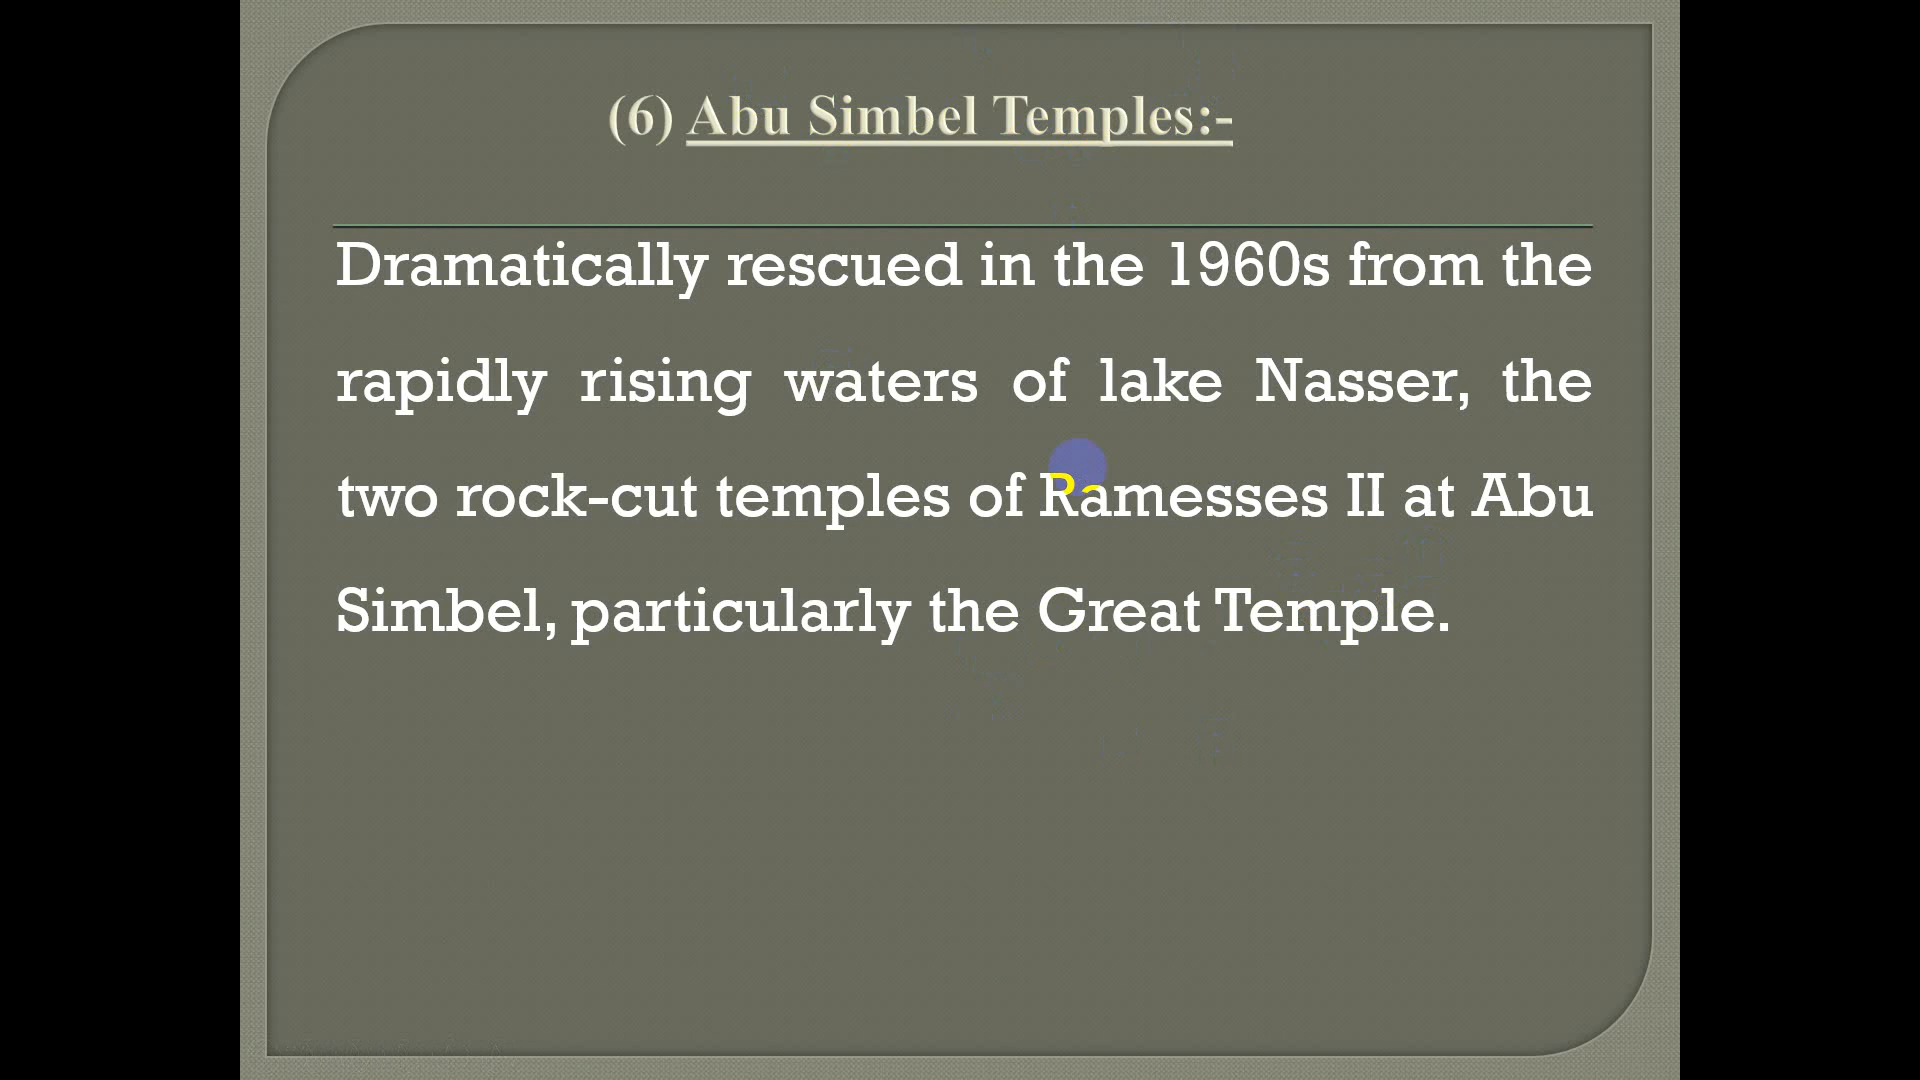 (6) Abu Simbel Temples:-
Dramatically rescued in the 1960s from the
rapidly rising waters of lake Nasser, the
two rock-cut temples of Ramesses II at Abu
Simbel, particularly the Great Temple.